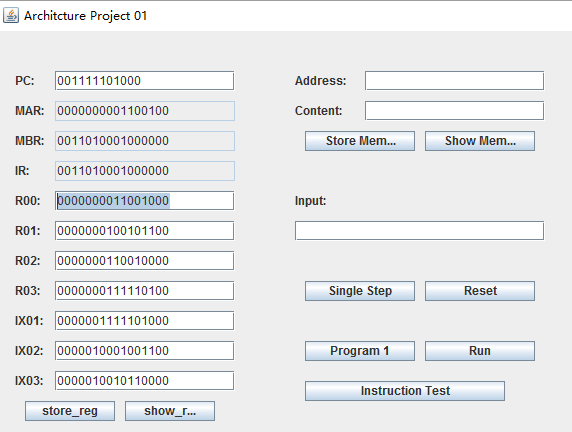 Architcture Project 01
PC: 001111101000 Address:
MAR: 0000000001100100 Content:
MBR: 0011010001000000 Store Mem... Show Mem...
IR: 0011010001000000
R00: 0000000011001000 Input:
R01: 0000000100101100
R02: 0000000110010000
R03: 0000000111110100 Single Step Reset
IX01: 0000001111101000
IX02: 0000010001001100 Program 1 Run
IX03: 0000010010110000 Instruction Test
store_reg show_r...